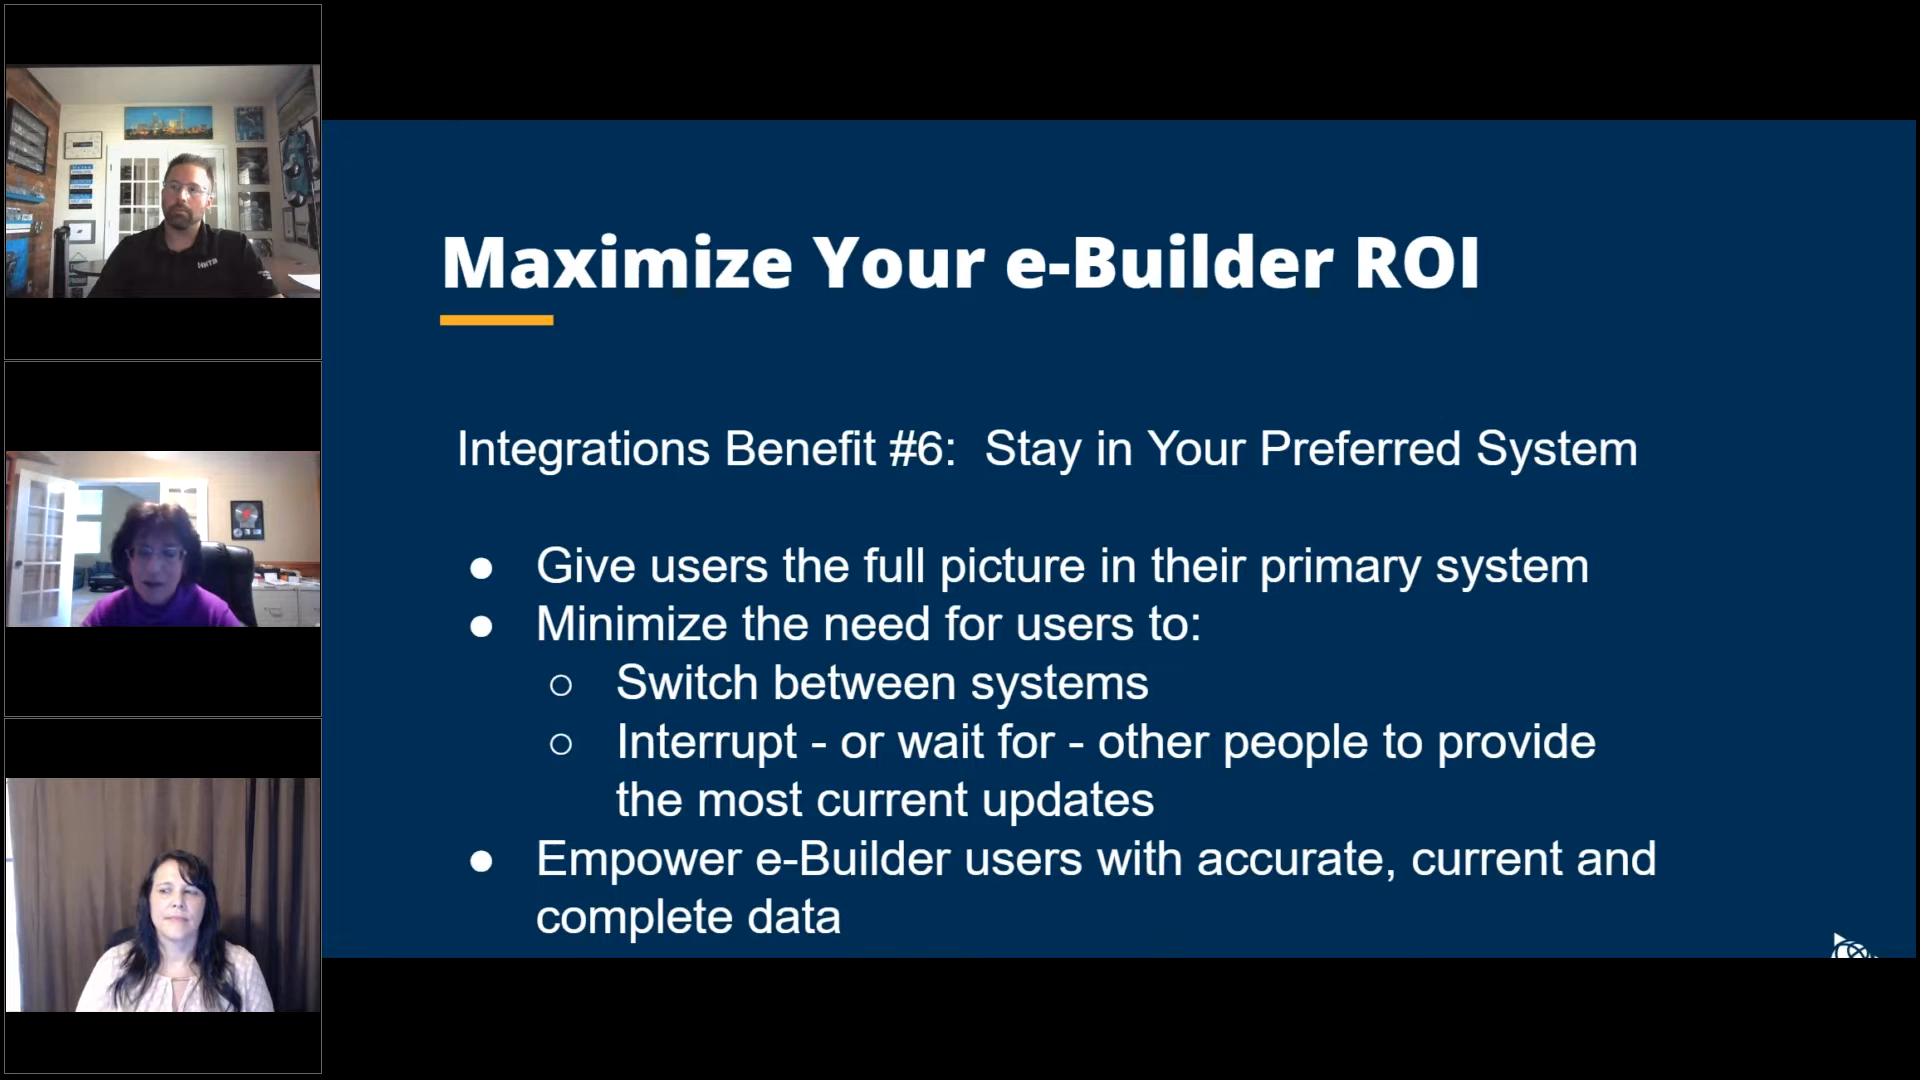 HNTB
Maximize Your e-Builder ROI
Integrations Benefit #6:  Stay in Your Preferred System
● Give users the full picture in their primary system
● Minimize the need for users to:
○ Switch between systems
○ Interrupt - or wait for - other people to provide
the most current updates
● Empower e-Builder users with accurate, current and
complete data